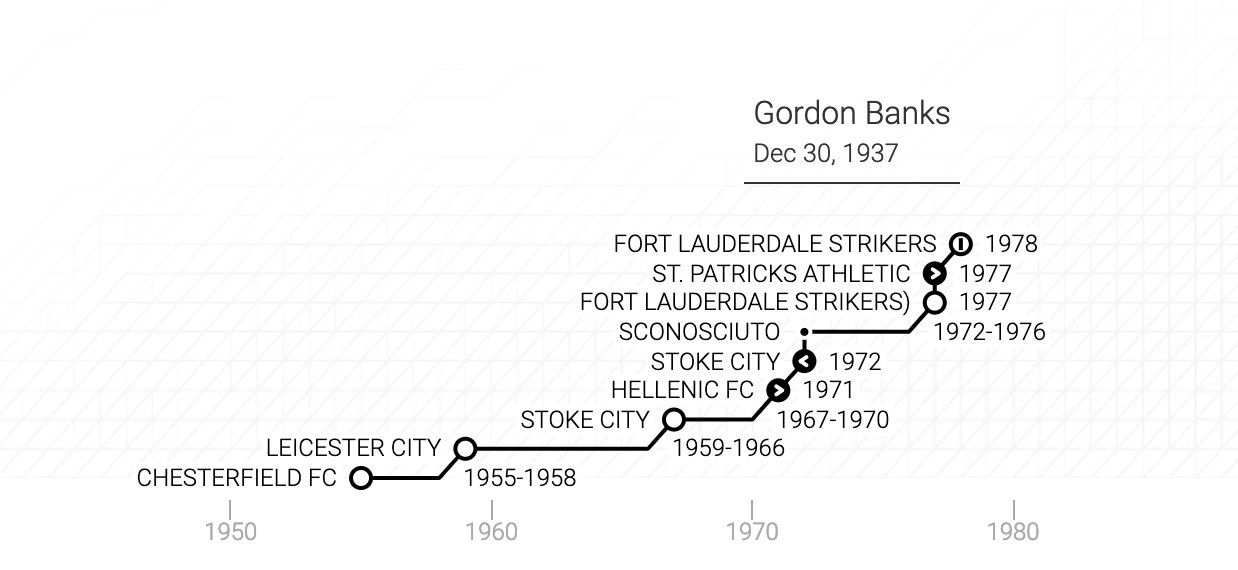 Gordon Banks
Dec 30, 1937
FORT LAUDERDALE STRIKERS 1978
ST. PATRICKS ATHLETIC 1977
FORT LAUDERDALE STRIKERS) 1977
SCONOSCIUTO 1972-1976
STOKE CITY 1972
HELLENIC FC 1971
STOKE CITY 1967-1970
LEICESTER CITY 1959-1966
CHESTERFIELD FC 1955-1958
1950 1960 1970 1980